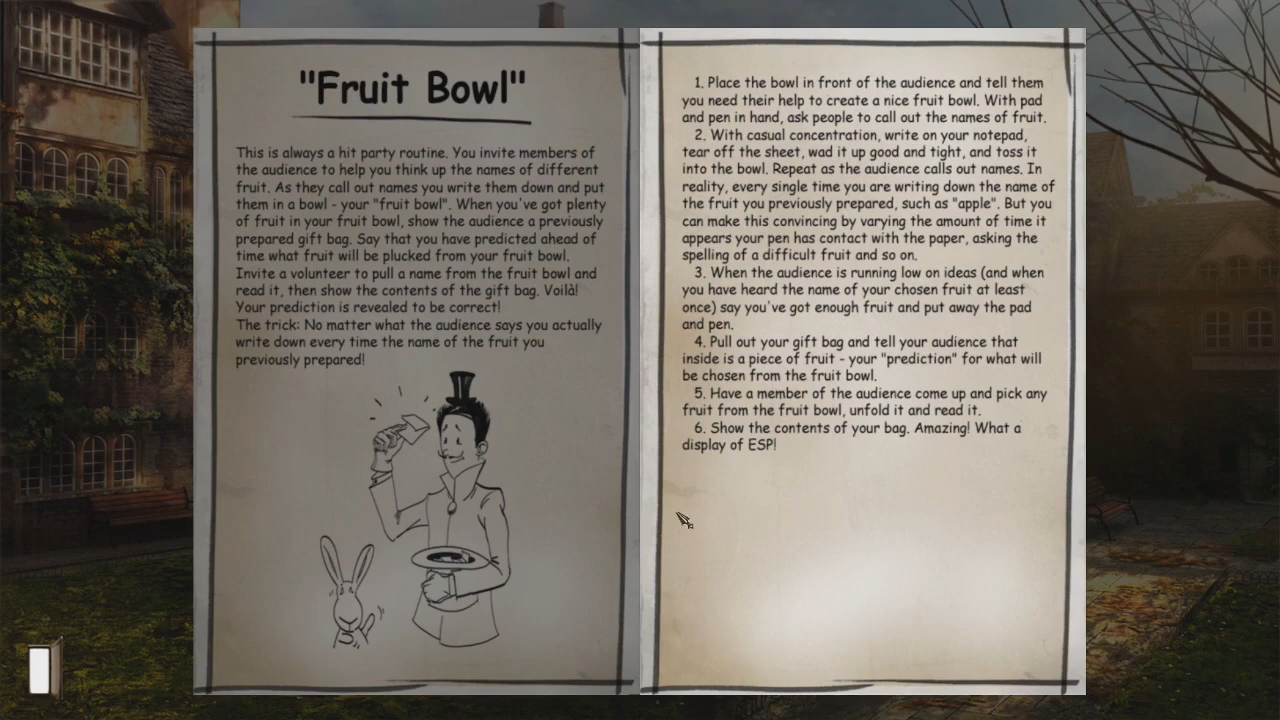 "Fruit Bowl"
This is always a hit party routine. You invite members of
the audience to help you think up the names of different
fruit. As they call out names you write them down and put
them in a bowl - your "fruit bowl". When you've got plenty
of fruit in your fruit bowl, show the audience a previously
prepared gift bag. Say that you have predicted ahead of
time what fruit will be plucked from your fruit bowl.
Invite a volunteer to pull a name from the fruit bowl and
read it, then show the contents of the gift bag. Voilà!
Your prediction is revealed to be correct!
The trick: No matter what the audience says you actually
write down every time the name of the fruit you
previously prepared!
1. Place the bowl in front of the audience and tell them
you need their help to create a nice fruit bowl. With pad
and pen in hand, ask people to call out the names of fruit.
2. With casual concentration, write on your notepad,
tear off the sheet, wad it up good and tight, and toss it
into the bowl. Repeat as the audience calls out names. In
reality, every single time you are writing down the name of
the fruit you previously prepared, such as "apple". But you
can make this convincing by varying the amount of time it
appears your pen has contact with the paper, asking the
spelling of a difficult fruit and so on.
3. When the audience is running low on ideas (and when
you have heard the name of your chosen fruit at least
once) say you've got enough fruit and put away the pad
and pen.
4. Pull out your gift bag and tell your audience that
inside is a piece of fruit - your "prediction" for what will
be chosen from the fruit bowl.
5. Have a member of the audience come up and pick any
fruit from the fruit bowl, unfold it and read it.
6. Show the contents of your bag. Amazing! What a
display of ESP!